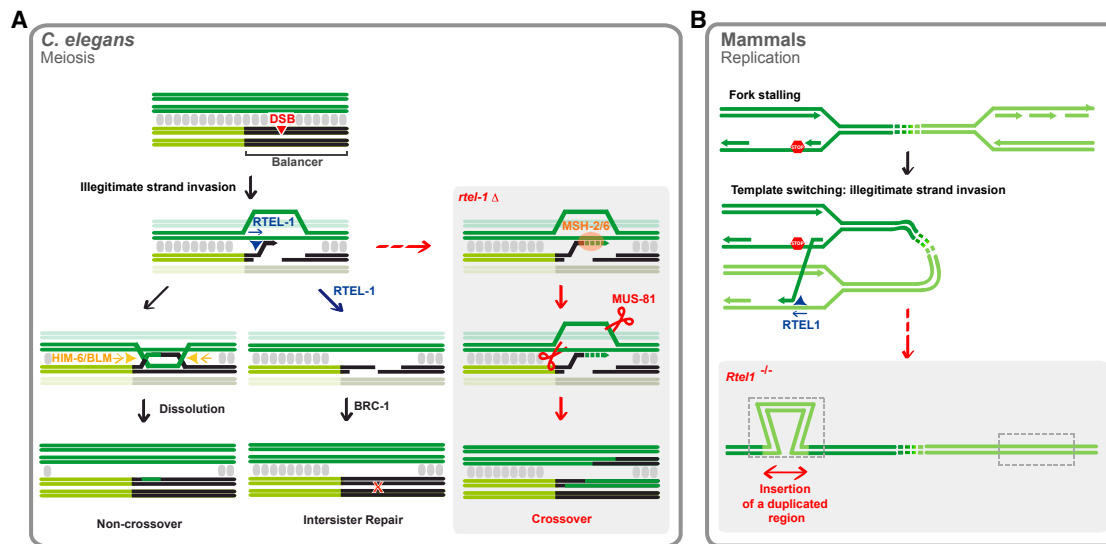 A
C. elegans
Meiosis
DSB
Balancer
Illegitimate strand invasion
RTEL-1
rtel-1 Δ
MSH-2/6
RTEL-1
MUS-81
HIM-6/BLM
Dissolution
BRC-1
X
Non-crossover
Intersister Repair
Crossover
B
Mammals
Replication
Fork stalling
STOP
Template switching: illegitimate strand invasion
STOP
RTEL1
Rtel1 -/-
Insertion
of a duplicated
region